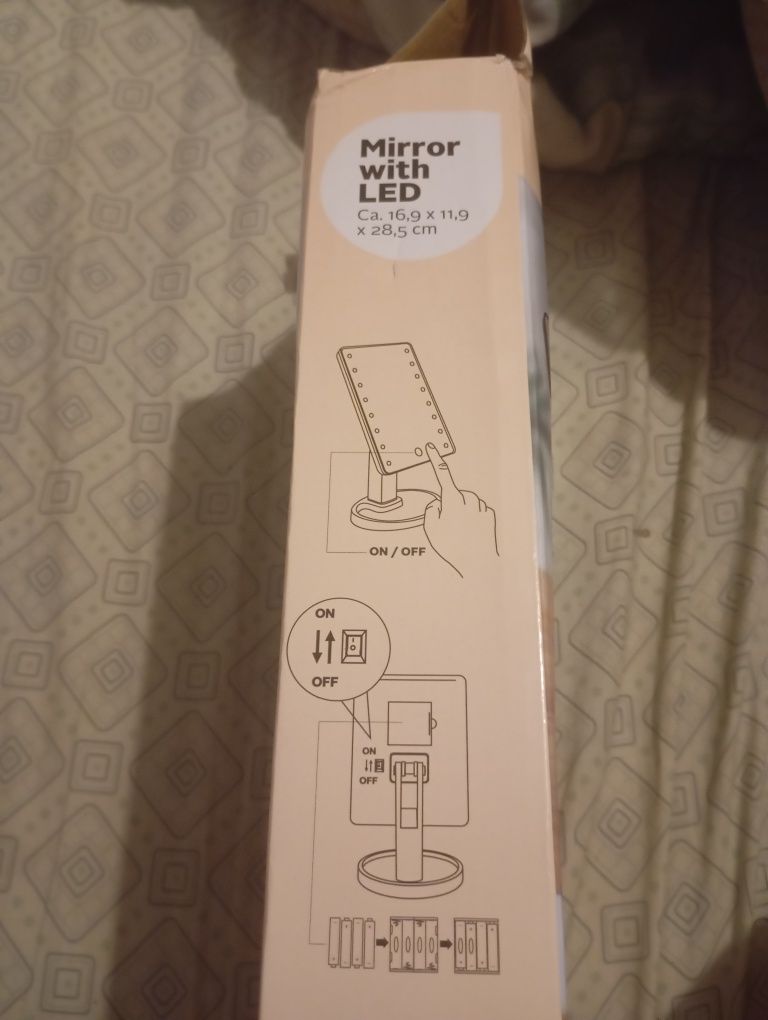 Mirror
with
LED
Ca. 16,9 x 11,9
x 28,5 cm
ON / OFF
ON
OFF
ON
OFF